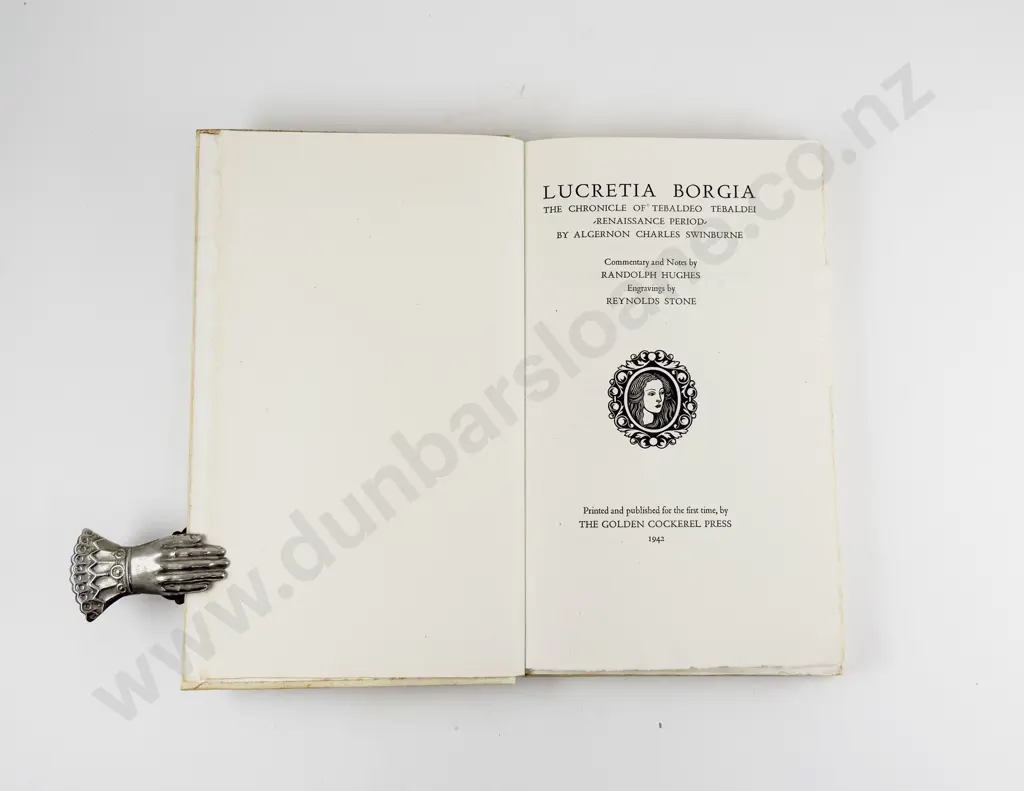 LUCRETIA BORGIA
THE CHRONICLE OF TEBALDEO TEBALDEI
-RENAISSANCE PERIOD-
BY ALGERNON CHARLES SWINBURNE
Commentary and Notes by
RANDOLPH HUGHES
Engravings by
REYNOLDS STONE
Printed and published for the first time, by
THE GOLDEN COCKEREL PRESS
1942
www.dunbarsloane.co.nz